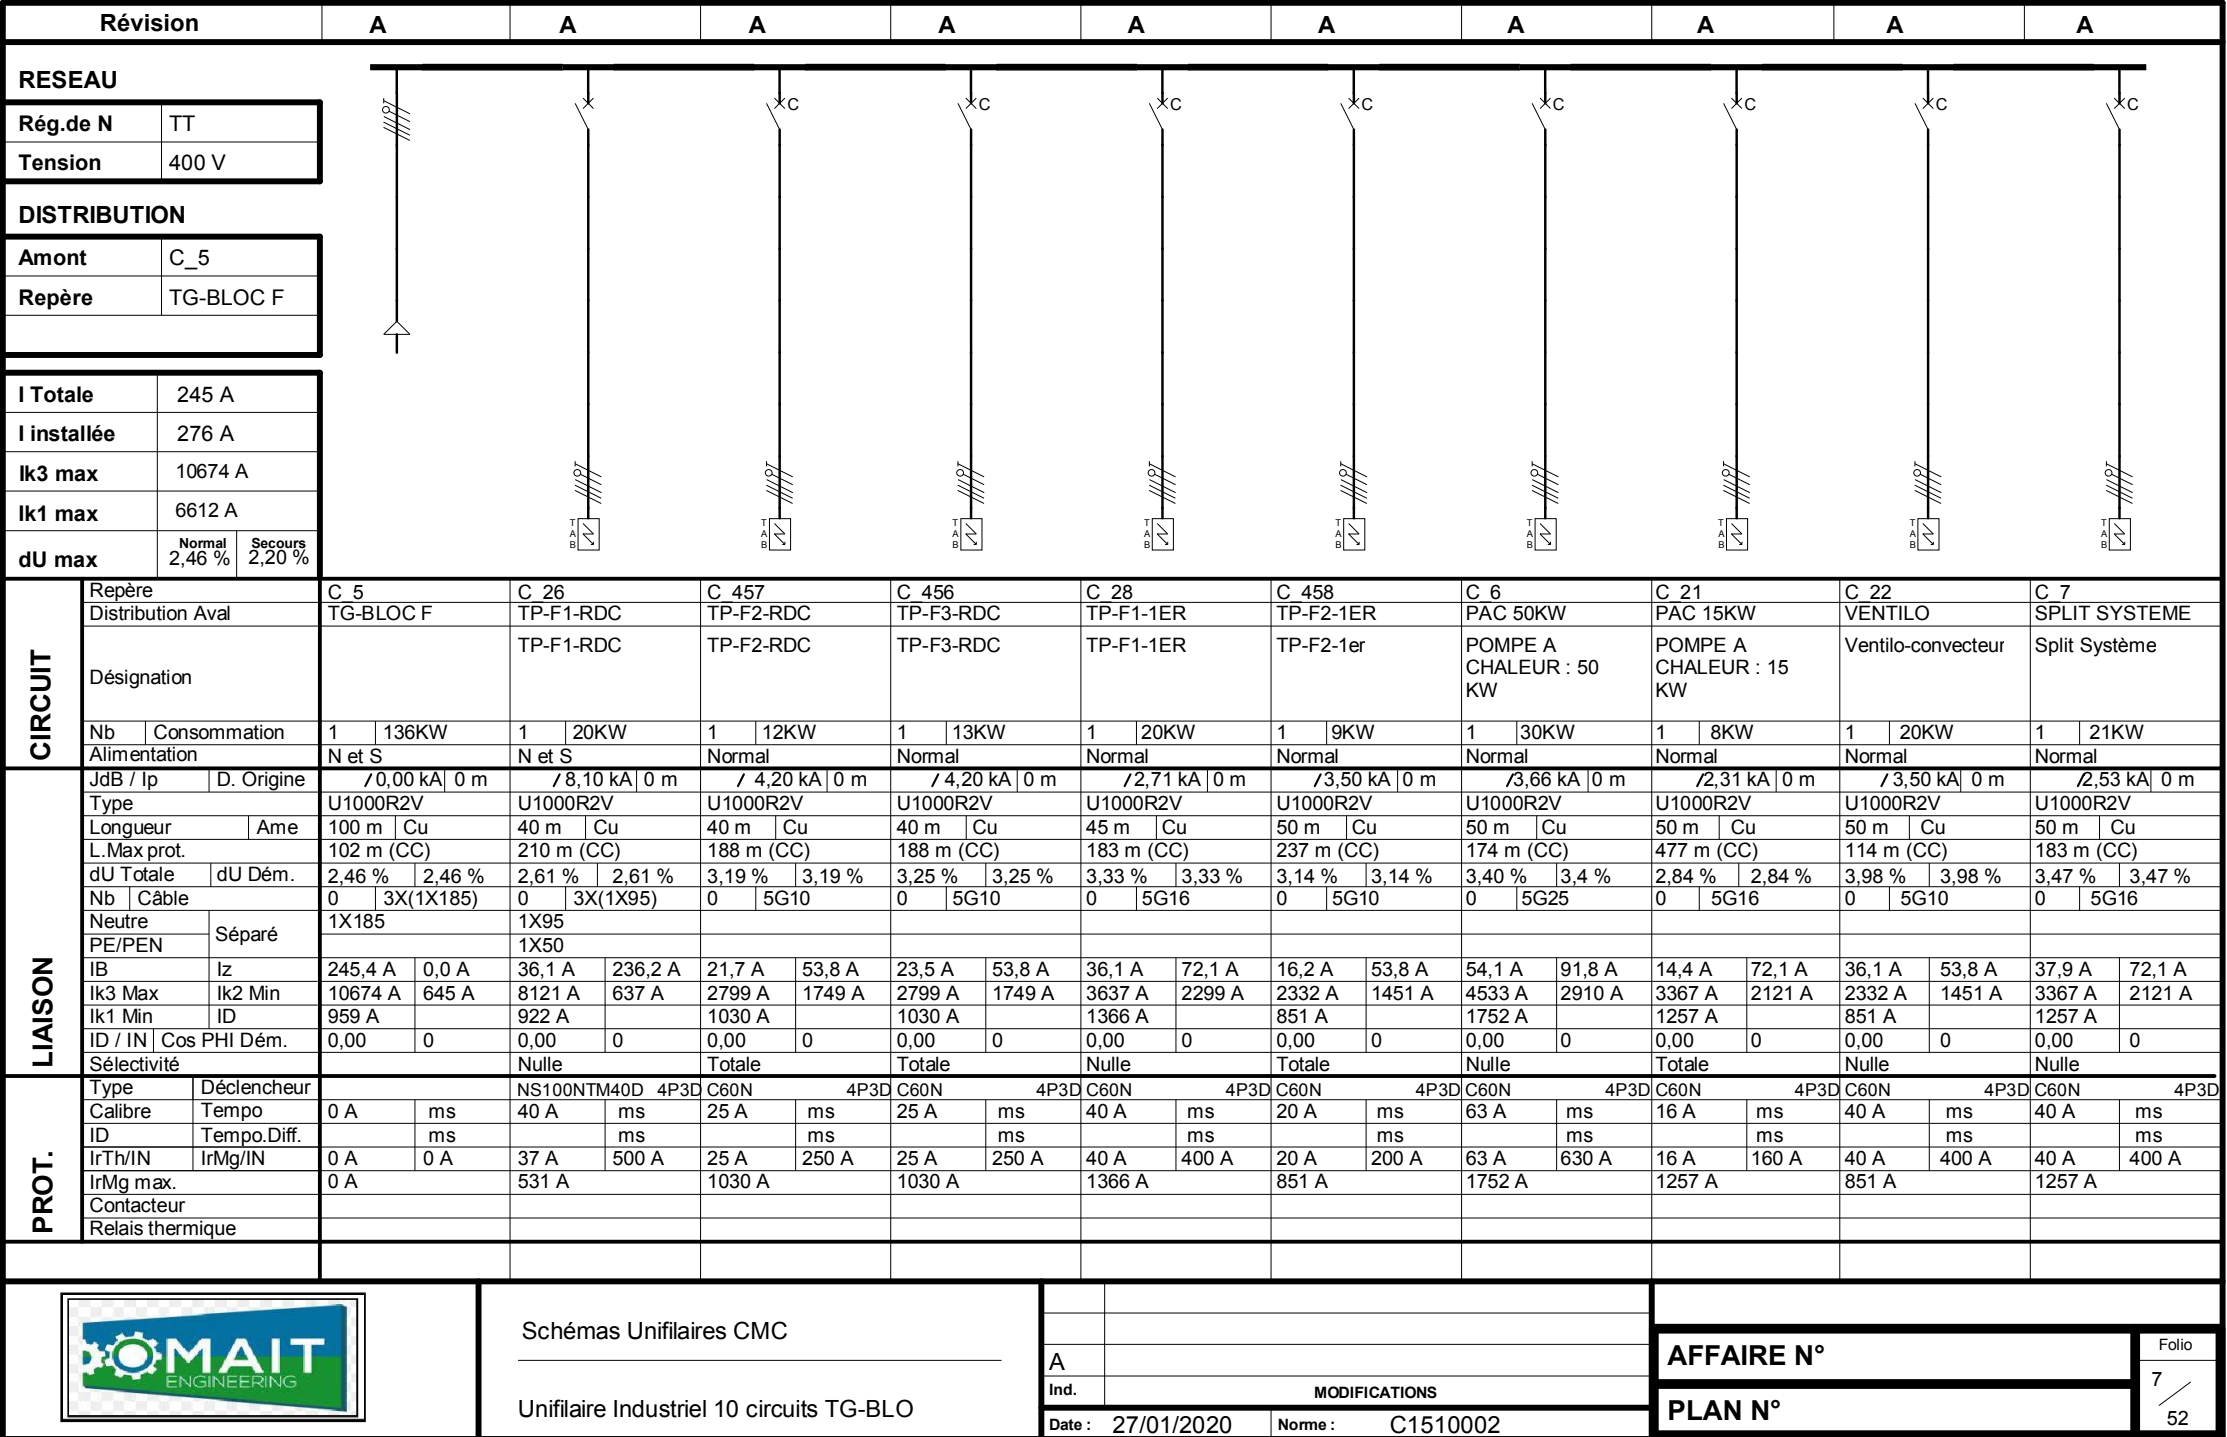 Révision A A A A A A A A A A
RESEAU
Rég.de N TT
Tension 400 V
DISTRIBUTION
Amont C_5
Repère TG-BLOC F
I Totale 245 A
I installée 276 A
Ik3 max 10674 A
Ik1 max 6612 A
dU max Normal 2,46 % Secours 2,20 %
C C C C C C C C
TAB TAB TAB TAB TAB TAB TAB TAB TAB
CIRCUIT
Repère C_5 C_26 C_457 C_456 C_28 C_458 C_6 C_21 C_22 C_7
Distribution Aval TG-BLOC F TP-F1-RDC TP-F2-RDC TP-F3-RDC TP-F1-1ER TP-F2-1ER PAC 50KW PAC 15KW VENTILO SPLIT SYSTEME
Désignation TP-F1-RDC TP-F2-RDC TP-F3-RDC TP-F1-1ER TP-F2-1er POMPE A CHALEUR : 50 KW POMPE A CHALEUR : 15 KW Ventilo-convecteur Split Système
Nb Consommation 1 136KW 1 20KW 1 12KW 1 13KW 1 20KW 1 9KW 1 30KW 1 8KW 1 20KW 1 21KW
Alimentation N et S N et S Normal Normal Normal Normal Normal Normal Normal Normal
LIAISON
JdB / Ip D. Origine / 0,00 kA 0 m / 8,10 kA 0 m / 4,20 kA 0 m / 4,20 kA 0 m / 2,71 kA 0 m / 3,50 kA 0 m / 3,66 kA 0 m / 2,31 kA 0 m / 3,50 kA 0 m / 2,53 kA 0 m
Type U1000R2V U1000R2V U1000R2V U1000R2V U1000R2V U1000R2V U1000R2V U1000R2V U1000R2V U1000R2V
Longueur Ame 100 m Cu 40 m Cu 40 m Cu 40 m Cu 45 m Cu 50 m Cu 50 m Cu 50 m Cu 50 m Cu 50 m Cu
L.Max prot. 102 m (CC) 210 m (CC) 188 m (CC) 188 m (CC) 183 m (CC) 237 m (CC) 174 m (CC) 477 m (CC) 114 m (CC) 183 m (CC)
dU Totale dU Dém. 2,46 % 2,46 % 2,61 % 2,61 % 3,19 % 3,19 % 3,25 % 3,25 % 3,33 % 3,33 % 3,14 % 3,14 % 3,40 % 3,4 % 2,84 % 2,84 % 3,98 % 3,98 % 3,47 % 3,47 %
Nb Câble 0 3X(1X185) 0 3X(1X95) 0 5G10 0 5G10 0 5G16 0 5G10 0 5G25 0 5G16 0 5G10 0 5G16
Neutre Séparé 1X185 1X95
PE/PEN 1X50
IB Iz 245,4 A 0,0 A 36,1 A 236,2 A 21,7 A 53,8 A 23,5 A 53,8 A 36,1 A 72,1 A 16,2 A 53,8 A 54,1 A 91,8 A 14,4 A 72,1 A 36,1 A 53,8 A 37,9 A 72,1 A
Ik3 Max Ik2 Min 10674 A 645 A 8121 A 637 A 2799 A 1749 A 2799 A 1749 A 3637 A 2299 A 2332 A 1451 A 4533 A 2910 A 3367 A 2121 A 2332 A 1451 A 3367 A 2121 A
Ik1 Min ID 959 A 922 A 1030 A 1030 A 1366 A 851 A 1752 A 1257 A 851 A 1257 A
ID / IN Cos PHI Dém. 0,00 0 0,00 0 0,00 0 0,00 0 0,00 0 0,00 0 0,00 0 0,00 0 0,00 0 0,00 0
Sélectivité Nulle Totale Totale Nulle Totale Nulle Totale Nulle Nulle
PROT.
Type Déclencheur NS100NTM40D 4P3D C60N 4P3D C60N 4P3D C60N 4P3D C60N 4P3D C60N 4P3D C60N 4P3D C60N 4P3D C60N 4P3D
Calibre Tempo 0 A ms 40 A ms 25 A ms 25 A ms 40 A ms 20 A ms 63 A ms 16 A ms 40 A ms 40 A ms
ID Tempo.Diff. ms ms ms ms ms ms ms ms ms ms
IrTh/IN IrMg/IN 0 A 0 A 37 A 500 A 25 A 250 A 25 A 250 A 40 A 400 A 20 A 200 A 63 A 630 A 16 A 160 A 40 A 400 A 40 A 400 A
IrMg max. 0 A 531 A 1030 A 1030 A 1366 A 851 A 1752 A 1257 A 851 A 1257 A
Contacteur
Relais thermique
OMAIT
ENGINEERING
Schémas Unifilaires CMC
Unifilaire Industriel 10 circuits TG-BLO
A
Ind. MODIFICATIONS
Date : 27/01/2020 Norme : C1510002
AFFAIRE N°
PLAN N°
Folio
7 / 52